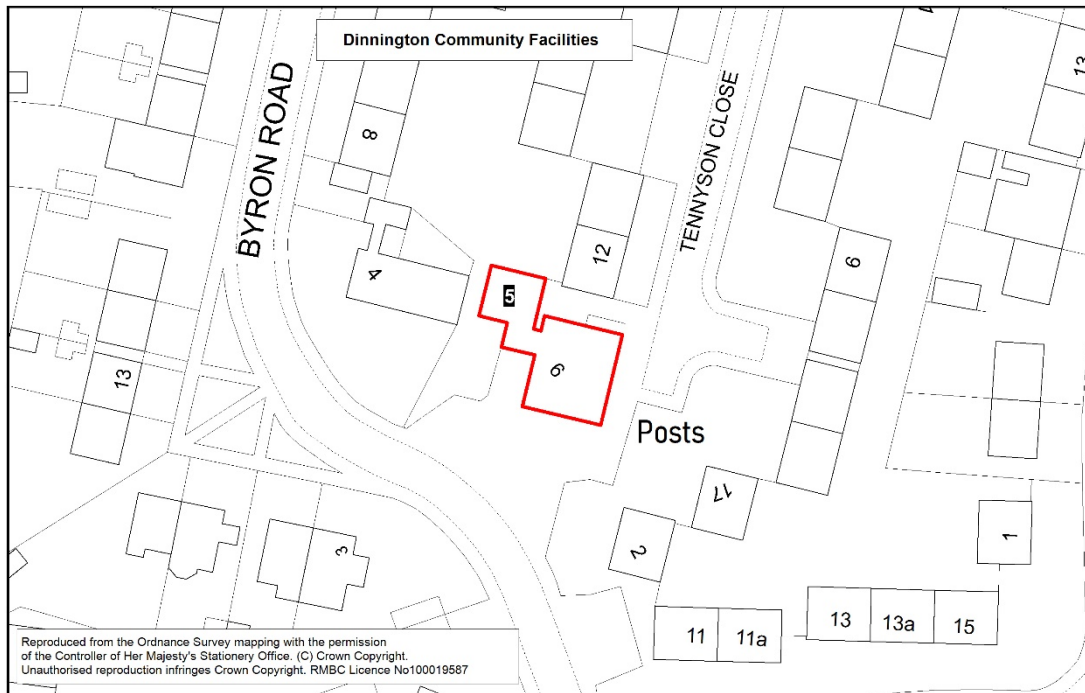 Dinnington Community Facilities
13
BYRON ROAD
8
TENNYSON CLOSE
12
6
4
5
6
13
Posts
17
2
3
1
11
11a
13
13a
15
Reproduced from the Ordnance Survey mapping with the permission
of the Controller of Her Majesty's Stationery Office. (C) Crown Copyright.
Unauthorised reproduction infringes Crown Copyright. RMBC Licence No100019587